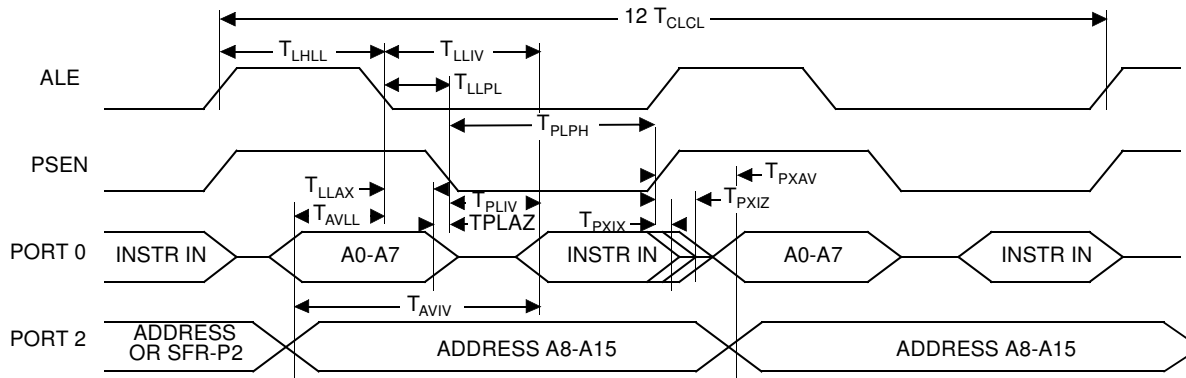 12 TCLCL
TLHLL TLLIV
ALE
TLLPL
TPLPH
PSEN
TLLAX TPXAV
TPLIV TPXIZ
TAVLL TPLAZ TPXIX
PORT 0 INSTR IN A0-A7 INSTR IN A0-A7 INSTR IN
TAVIV
PORT 2 ADDRESS OR SFR-P2 ADDRESS A8-A15 ADDRESS A8-A15